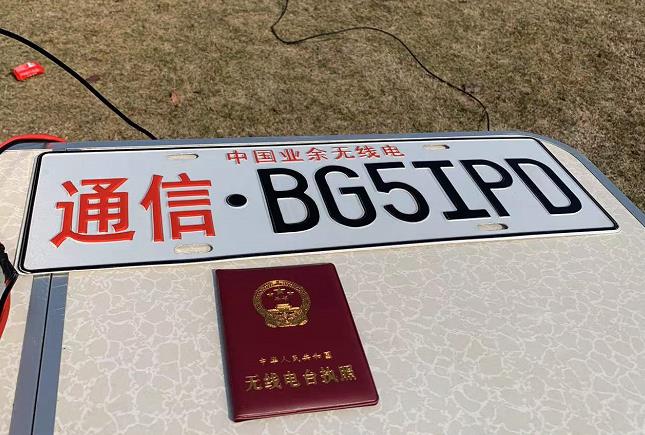 中国业余无线电
通信·BG5IPD
中华人民共和国
无线电台执照